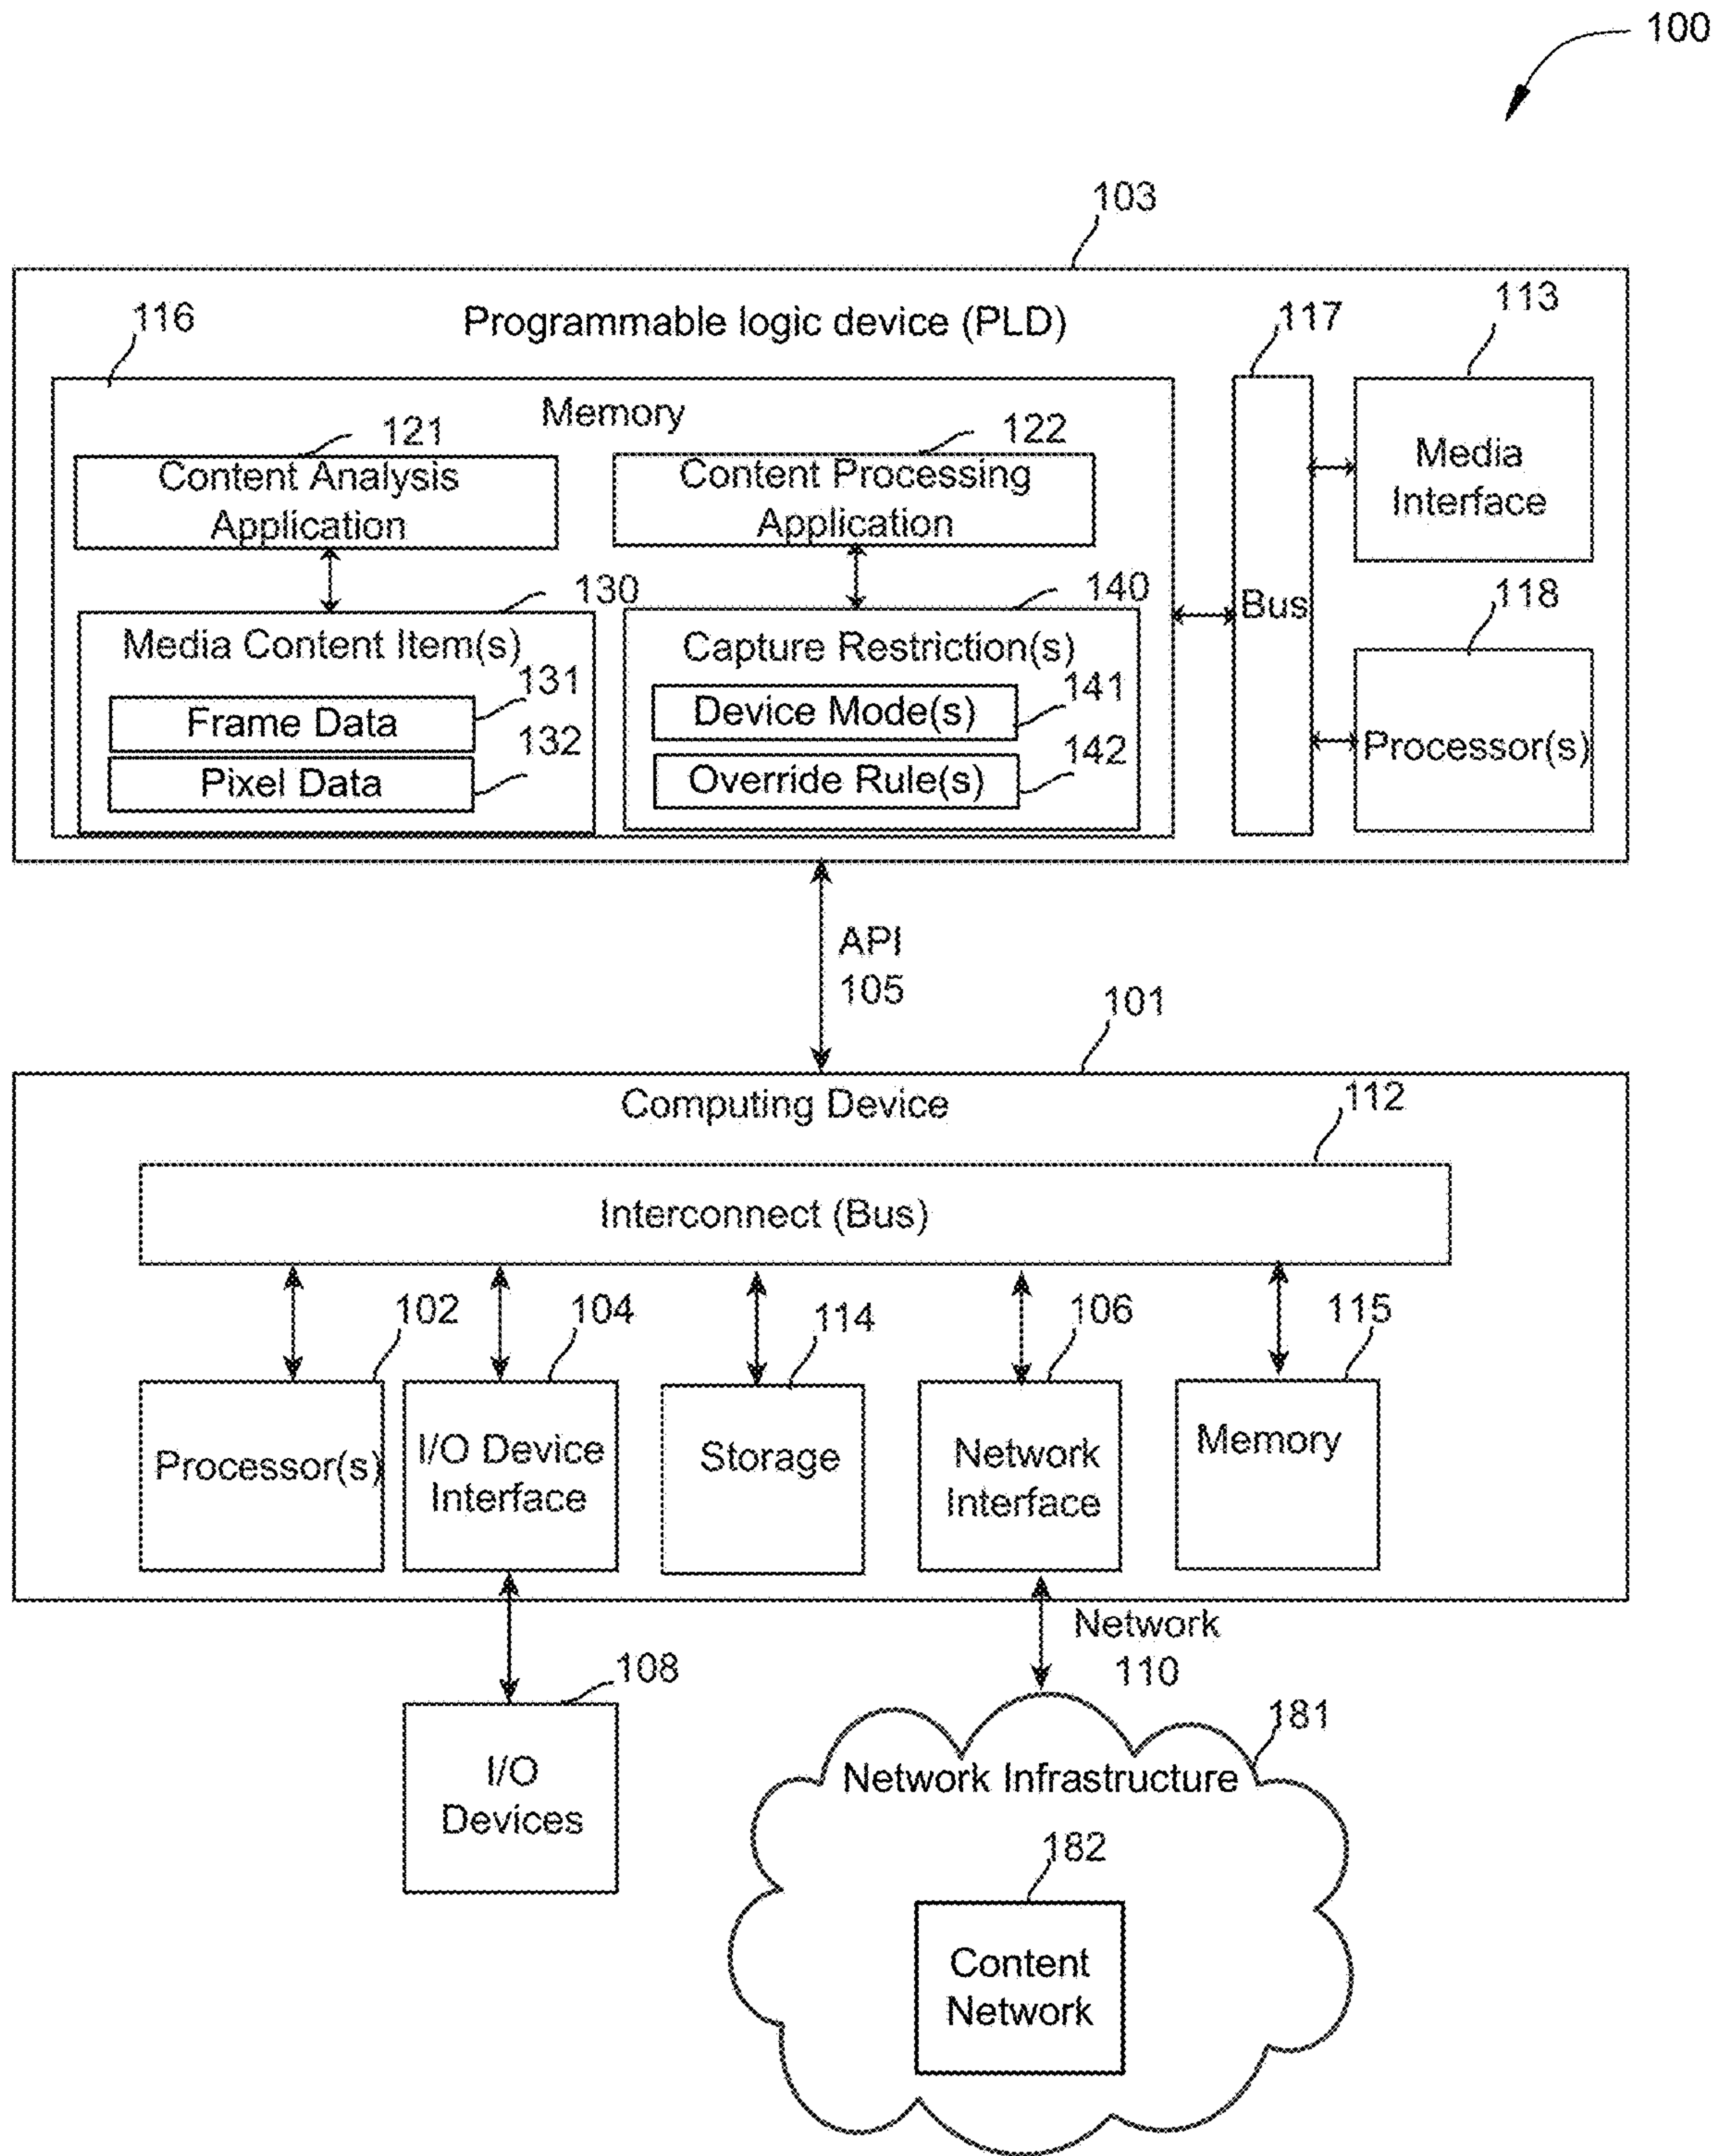 100
103
116
Programmable logic device (PLD)
117
113
Memory
121
122
Content Analysis
Application
Content Processing
Application
Media
Interface
130
140
Bus
118
Media Content Item(s)
Capture Restriction(s)
131
141
Frame Data
Device Mode(s)
132
142
Processor(s)
Pixel Data
Override Rule(s)
API
105
101
Computing Device
112
Interconnect (Bus)
102
104
114
106
115
Processor(s)
I/O Device
Interface
Storage
Network
Interface
Memory
Network
110
108
181
I/O
Devices
Network Infrastructure
182
Content
Network